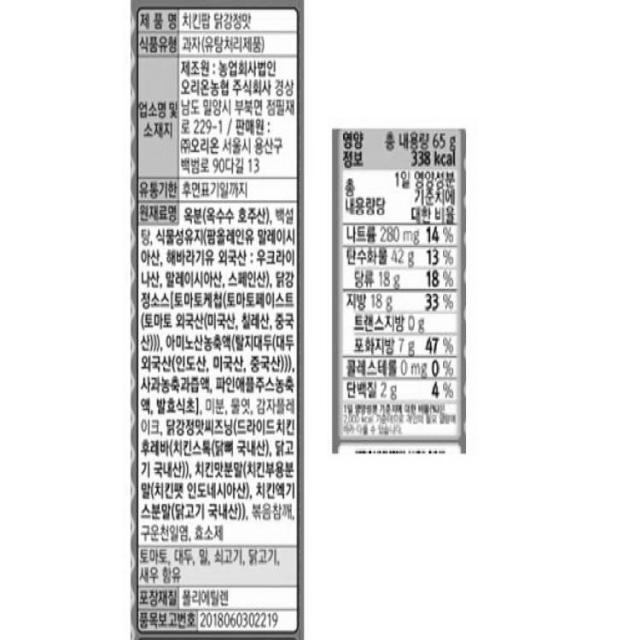 제 품 명 치킨팝 닭강정맛
식품유형 과자(유탕처리제품)
업소명 및
소재지
제조원 : 농업회사법인
오리온농협 주식회사 경상
남도 밀양시 부북면 점필재
로 229-1 / 판매원 :
㈜오리온 서울시 용산구
백범로 90다길 13
유통기한 후면표기일까지
원재료명 옥분(옥수수 호주산), 백설
탕, 식물성유지(팜올레인유 말레이시
아산, 해바라기유 외국산 : 우크라이
나산, 말레이시아산, 스페인산), 닭강
정소스[토마토케첩(토마토페이스트
(토마토 외국산(미국산, 칠레산, 중국
산))), 아미노산농축액(탈지대두(대두
외국산(인도산, 미국산, 중국산))),
사과농축과즙액, 파인애플주스농축
액, 발효식초], 미분, 물엿, 감자플레
이크, 닭강정맛씨즈닝(드라이드치킨
후레바(치킨스톡(닭뼈 국내산), 닭고
기 국내산)), 치킨맛분말(치킨부용분
말(치킨팻 인도네시아산), 치킨엑기
스분말(닭고기 국내산)), 볶음참깨,
구운천일염, 효소제
토마토, 대두, 밀, 쇠고기, 닭고기,
새우 함유
포장재질 폴리에틸렌
품목보고번호 2018060302219
영양
정보
총 내용량 65 g
338 kcal
총
내용량당
1일 영양성분
기준치에
대한 비율
나트륨 280 mg 14 %
탄수화물 42 g 13 %
당류 18 g 18 %
지방 18 g 33 %
트랜스지방 0 g
포화지방 7 g 47 %
콜레스테롤 0 mg 0 %
단백질 2 g 4 %
1일 영양성분 기준치에 대한 비율(%)은
2,000 kcal 기준이므로 개인의 필요 열량에
따라 다를 수 있습니다.